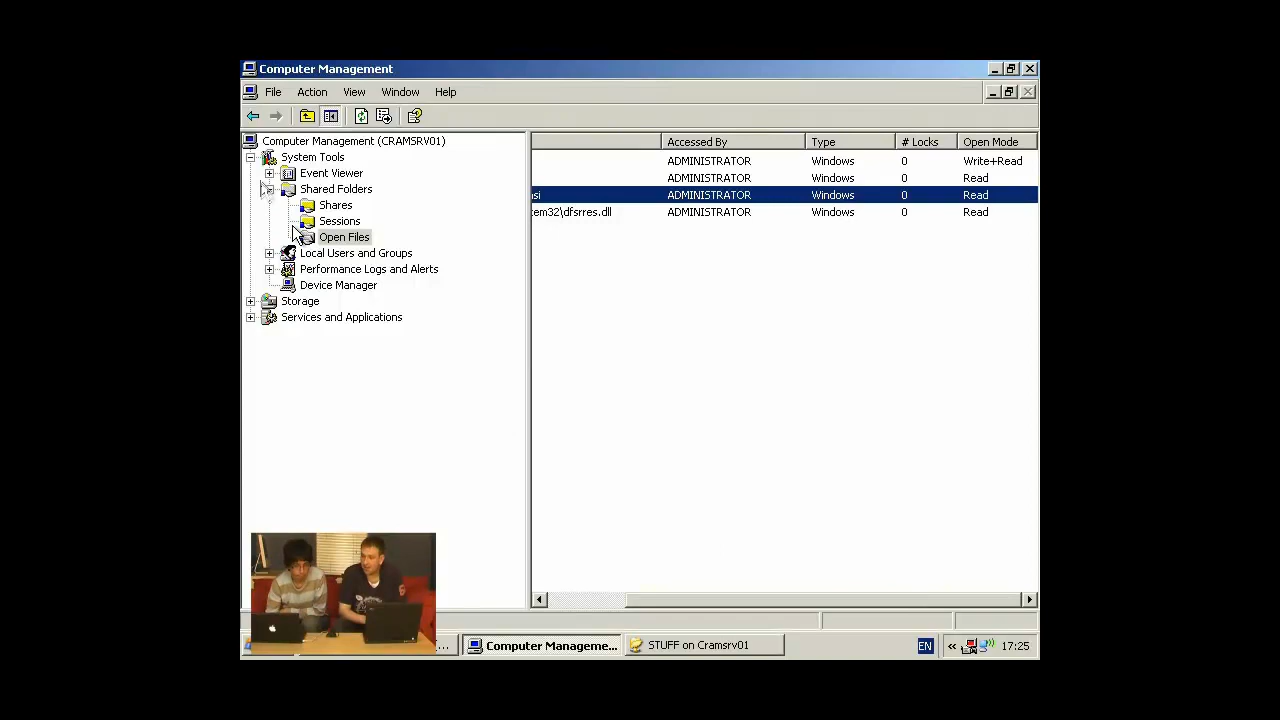 Computer Management
File Action View Window Help
Computer Management (CRAMSRV01)
System Tools
Event Viewer
Shared Folders
Shares
Sessions
Open Files
Local Users and Groups
Performance Logs and Alerts
Device Manager
Storage
Services and Applications
Accessed By Type # Locks Open Mode
ADMINISTRATOR Windows 0 Write+Read
ADMINISTRATOR Windows 0 Read
si ADMINISTRATOR Windows 0 Read
tem32\dfsrres.dll ADMINISTRATOR Windows 0 Read
... Computer Manageme... STUFF on Cramsrv01 EN « 17:25